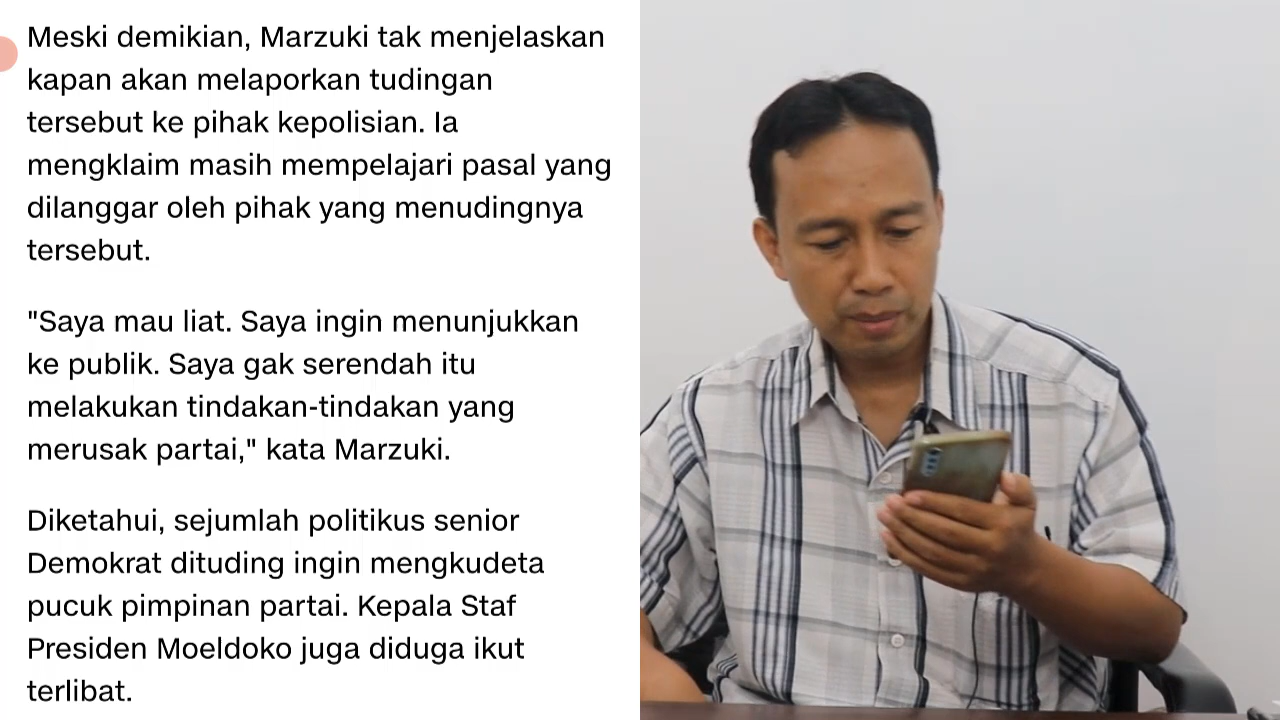 Meski demikian, Marzuki tak menjelaskan
kapan akan melaporkan tudingan
tersebut ke pihak kepolisian. Ia
mengklaim masih mempelajari pasal yang
dilanggar oleh pihak yang menudingnya
tersebut.
"Saya mau liat. Saya ingin menunjukkan
ke publik. Saya gak serendah itu
melakukan tindakan-tindakan yang
merusak partai," kata Marzuki.
Diketahui, sejumlah politikus senior
Demokrat dituding ingin mengkudeta
pucuk pimpinan partai. Kepala Staf
Presiden Moeldoko juga diduga ikut
terlibat.